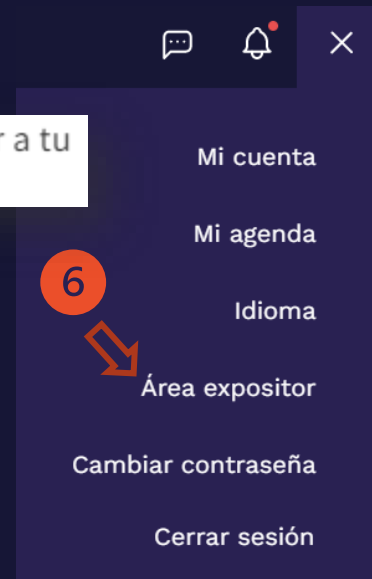 r a tu
Mi cuenta
Mi agenda
6
Idioma
Área expositor
Cambiar contraseña
Cerrar sesión